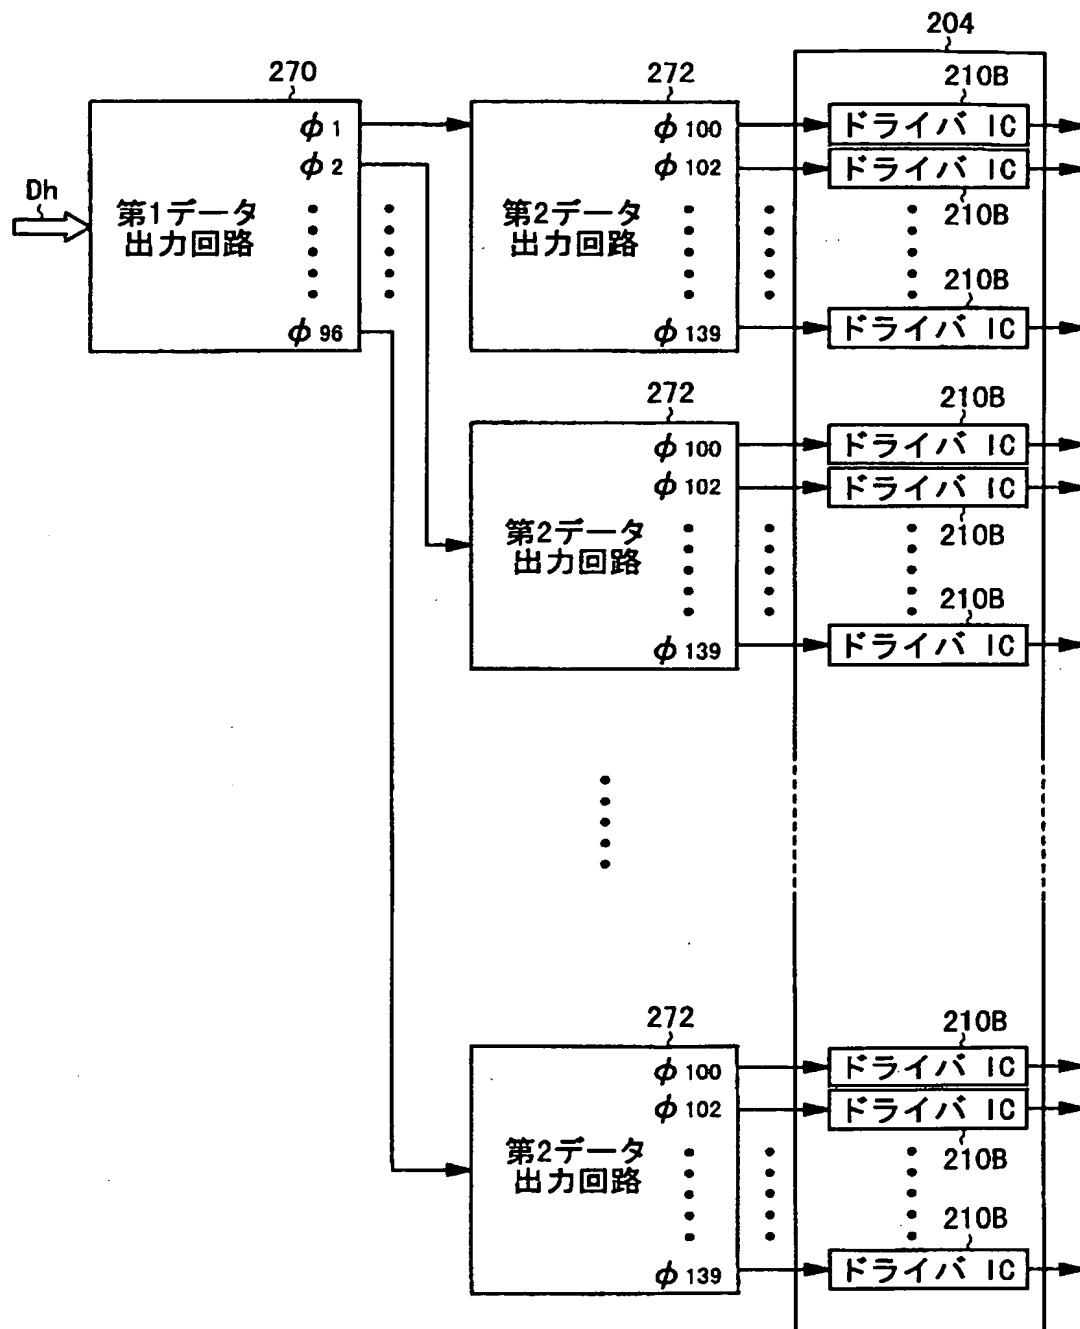 204
270
272
210B
φ1
φ2
φ96
Dh
第1データ
出力回路
φ100
φ102
φ139
第2データ
出力回路
ドライバ IC
ドライバ IC
210B
210B
ドライバ IC
272
210B
φ100
φ102
φ139
第2データ
出力回路
ドライバ IC
ドライバ IC
210B
210B
ドライバ IC
272
210B
φ100
φ102
φ139
第2データ
出力回路
ドライバ IC
ドライバ IC
210B
210B
ドライバ IC